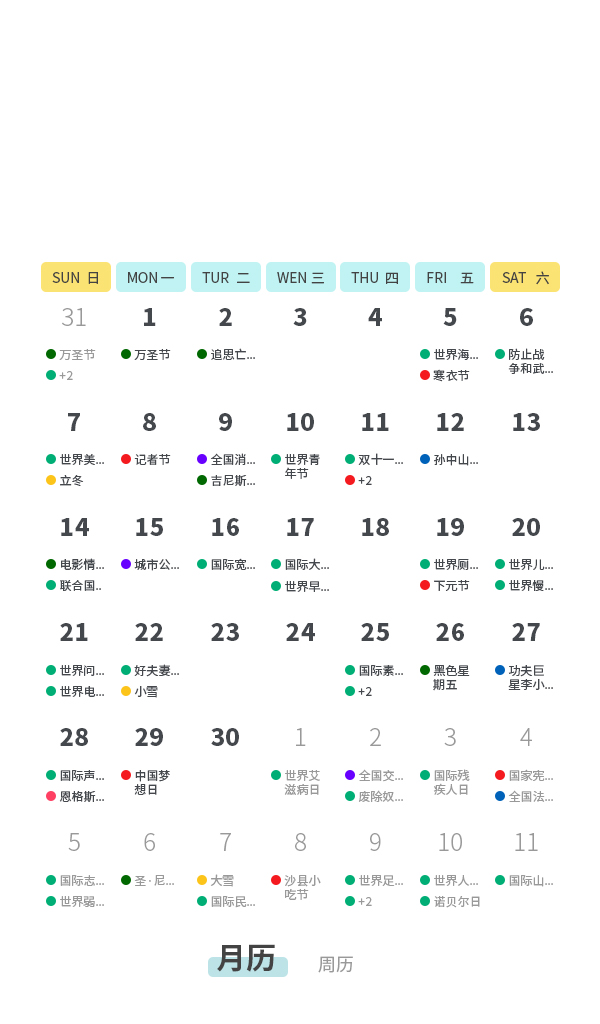 SUN 日 MON 一 TUR 二 WEN 三 THU 四 FRI 五 SAT 六
31 1 2 3 4 5 6
万圣节 万圣节 追思亡... 世界海... 防止战
争和武...
+2 寒衣节
7 8 9 10 11 12 13
世界美... 记者节 全国消... 世界青 双十一... 孙中山...
年节
立冬 吉尼斯... +2
14 15 16 17 18 19 20
电影情... 城市公... 国际宽... 国际大... 世界厕... 世界儿...
联合国.. 世界早... 下元节 世界慢...
21 22 23 24 25 26 27
世界问... 好夫妻... 国际素... 黑色星 功夫巨
期五 星李小...
世界电... 小雪 +2
28 29 30 1 2 3 4
国际声... 中国梦 世界艾 全国交... 国际残 国家宪...
想日 滋病日 疾人日
恩格斯... 废除奴... 全国法...
5 6 7 8 9 10 11
国际志... 圣·尼... 大雪 沙县小 世界足... 世界人... 国际山...
吃节
世界弱... 国际民... +2 诺贝尔日
月历 周历